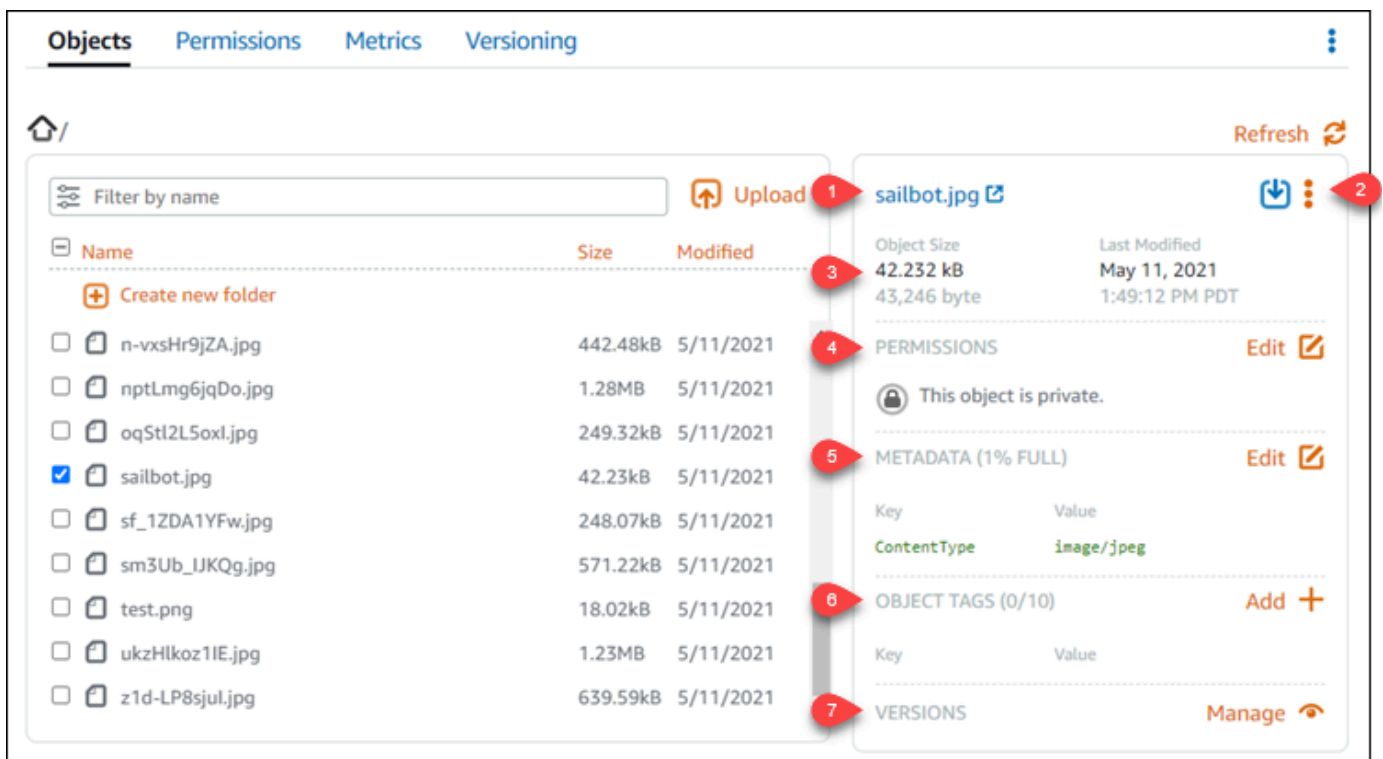 Objects Permissions Metrics Versioning
/
Refresh
Filter by name
Upload
Name Size Modified
Create new folder
n-vxsHr9jZA.jpg 442.48kB 5/11/2021
nptLmg6jqDo.jpg 1.28MB 5/11/2021
oqStl2L5oxI.jpg 249.32kB 5/11/2021
sailbot.jpg 42.23kB 5/11/2021
sf_1ZDA1YFw.jpg 248.07kB 5/11/2021
sm3Ub_IJKQg.jpg 571.22kB 5/11/2021
test.png 18.02kB 5/11/2021
ukzHlkoz1IE.jpg 1.23MB 5/11/2021
z1d-LP8sjuI.jpg 639.59kB 5/11/2021
1 sailbot.jpg 2
Object Size Last Modified
3 42.232 kB May 11, 2021
43,246 byte 1:49:12 PM PDT
4 PERMISSIONS Edit
This object is private.
5 METADATA (1% FULL) Edit
Key Value
ContentType image/jpeg
6 OBJECT TAGS (0/10) Add
Key Value
7 VERSIONS Manage